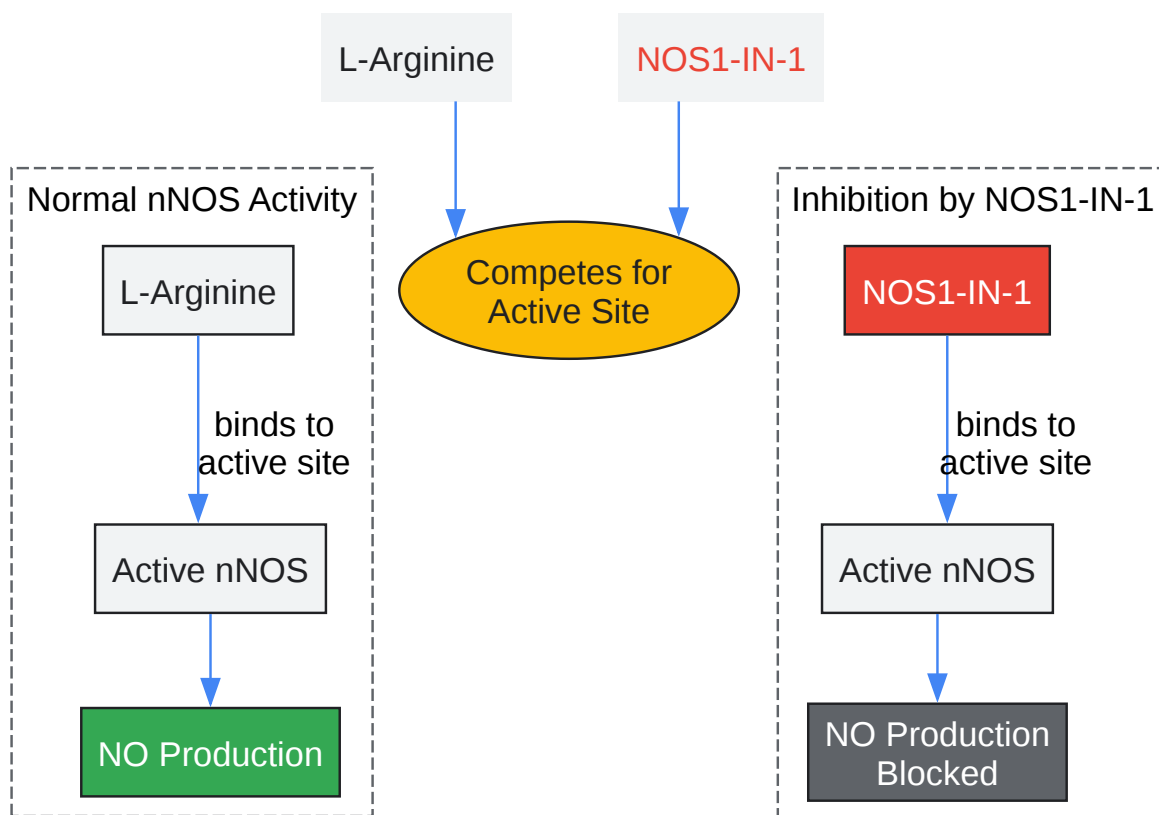 L-Arginine
NOS1-IN-1
Normal nNOS Activity
L-Arginine
binds to
active site
Active nNOS
NO Production
Competes for
Active Site
Inhibition by NOS1-IN-1
NOS1-IN-1
binds to
active site
Active nNOS
NO Production
Blocked